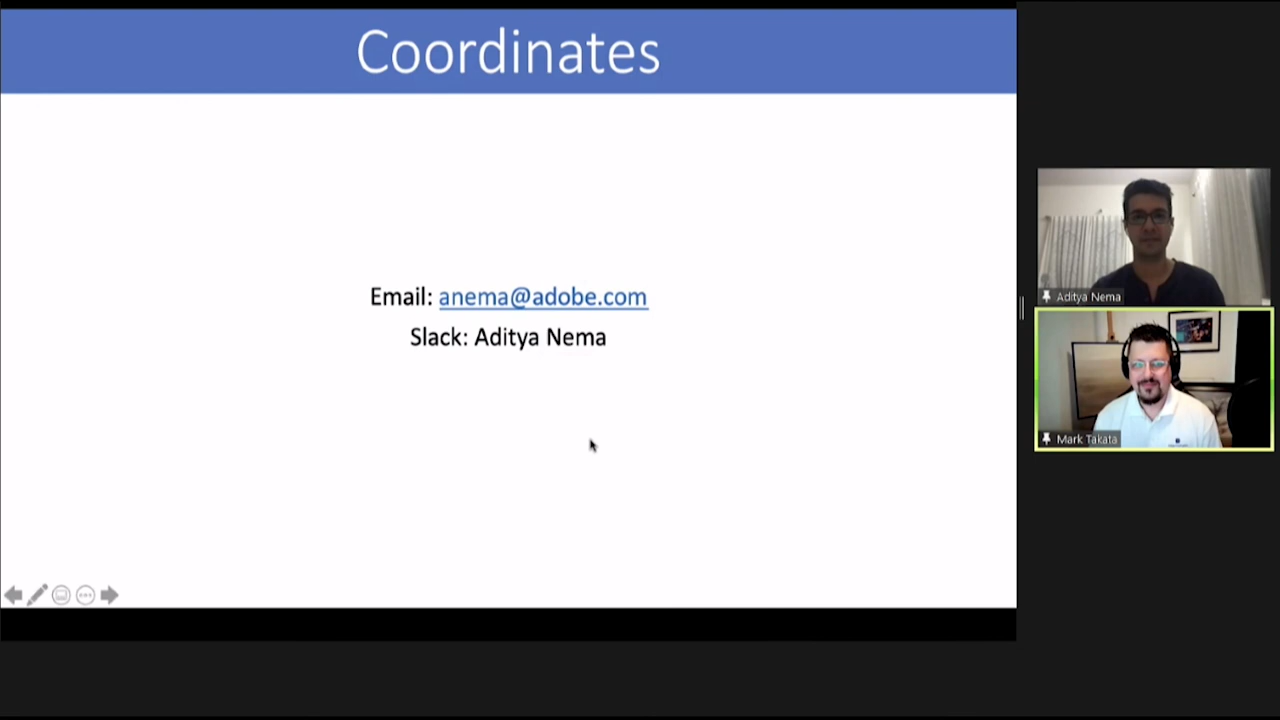 Coordinates
Email: anema@adobe.com
Slack: Aditya Nema
Aditya Nema
Mark Takata